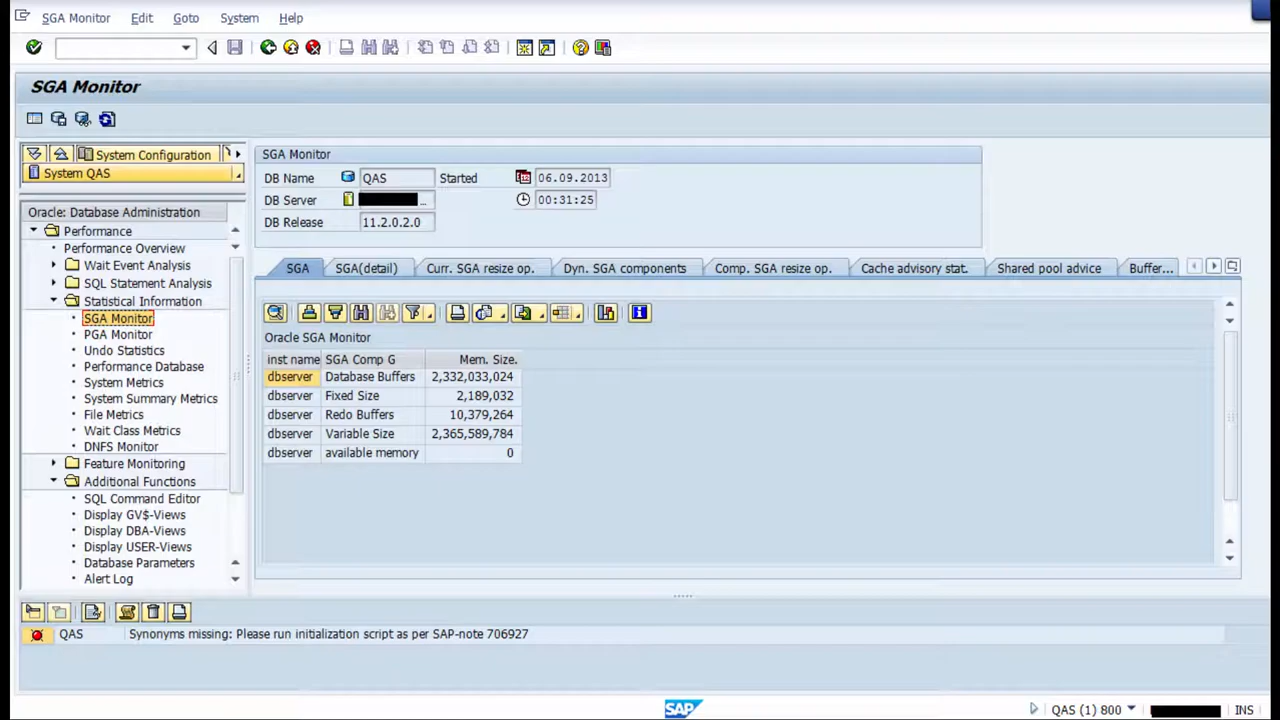 SGA Monitor Edit Goto System Help
SGA Monitor
System Configuration
System QAS
Oracle: Database Administration
Performance
Performance Overview
Wait Event Analysis
SQL Statement Analysis
Statistical Information
SGA Monitor
PGA Monitor
Undo Statistics
Performance Database
System Metrics
System Summary Metrics
File Metrics
Wait Class Metrics
DNFS Monitor
Feature Monitoring
Additional Functions
SQL Command Editor
Display GV$-Views
Display DBA-Views
Display USER-Views
Database Parameters
Alert Log
SGA Monitor
DB Name QAS Started 06.09.2013
DB Server ... 00:31:25
DB Release 11.2.0.2.0
SGA SGA(detail) Curr. SGA resize op. Dyn. SGA components Comp. SGA resize op. Cache advisory stat. Shared pool advice Buffer...
Oracle SGA Monitor
inst name SGA Comp G Mem. Size.
dbserver Database Buffers 2,332,033,024
dbserver Fixed Size 2,189,032
dbserver Redo Buffers 10,379,264
dbserver Variable Size 2,365,589,784
dbserver available memory 0
QAS Synonyms missing: Please run initialization script as per SAP-note 706927
SAP QAS (1) 800 INS